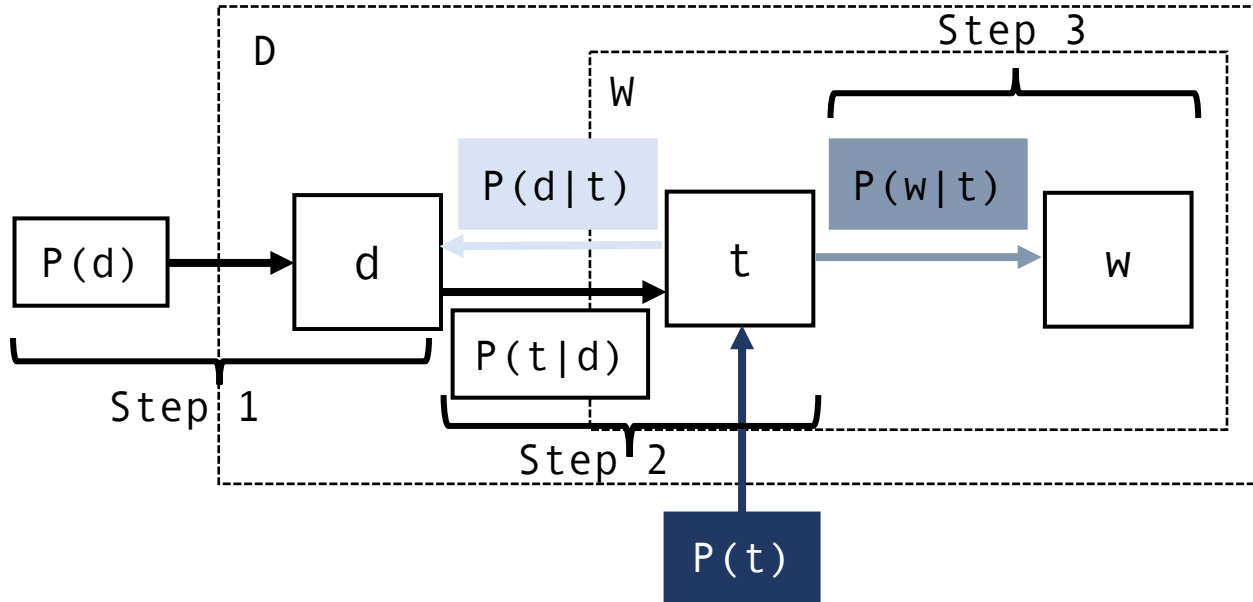 Step 3
D
W
P(d|t)
P(w|t)
P(d)
d
t
w
P(t|d)
Step 1
Step 2
P(t)